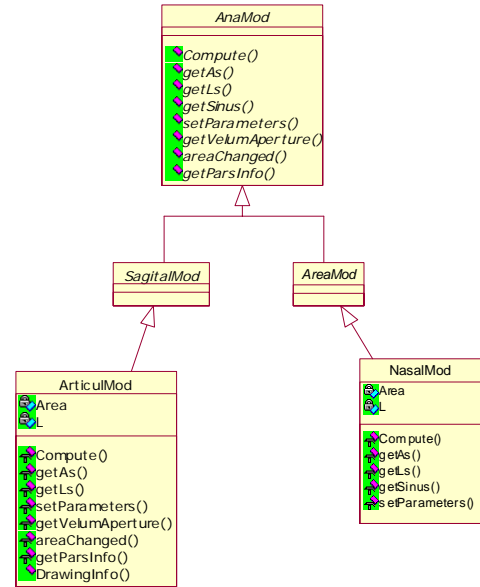 AnaMod
Compute()
getAs()
getLs()
getSinus()
setParameters()
getVelumAperture()
areaChanged()
getParsInfo()
SagitalMod
AreaMod
ArticulMod
Area
L
Compute()
getAs()
getLs()
setParameters()
getVelumAperture()
areaChanged()
getParsInfo()
DrawingInfo()
NasalMod
Area
L
Compute()
getAs()
getLs()
getSinus()
setParameters()